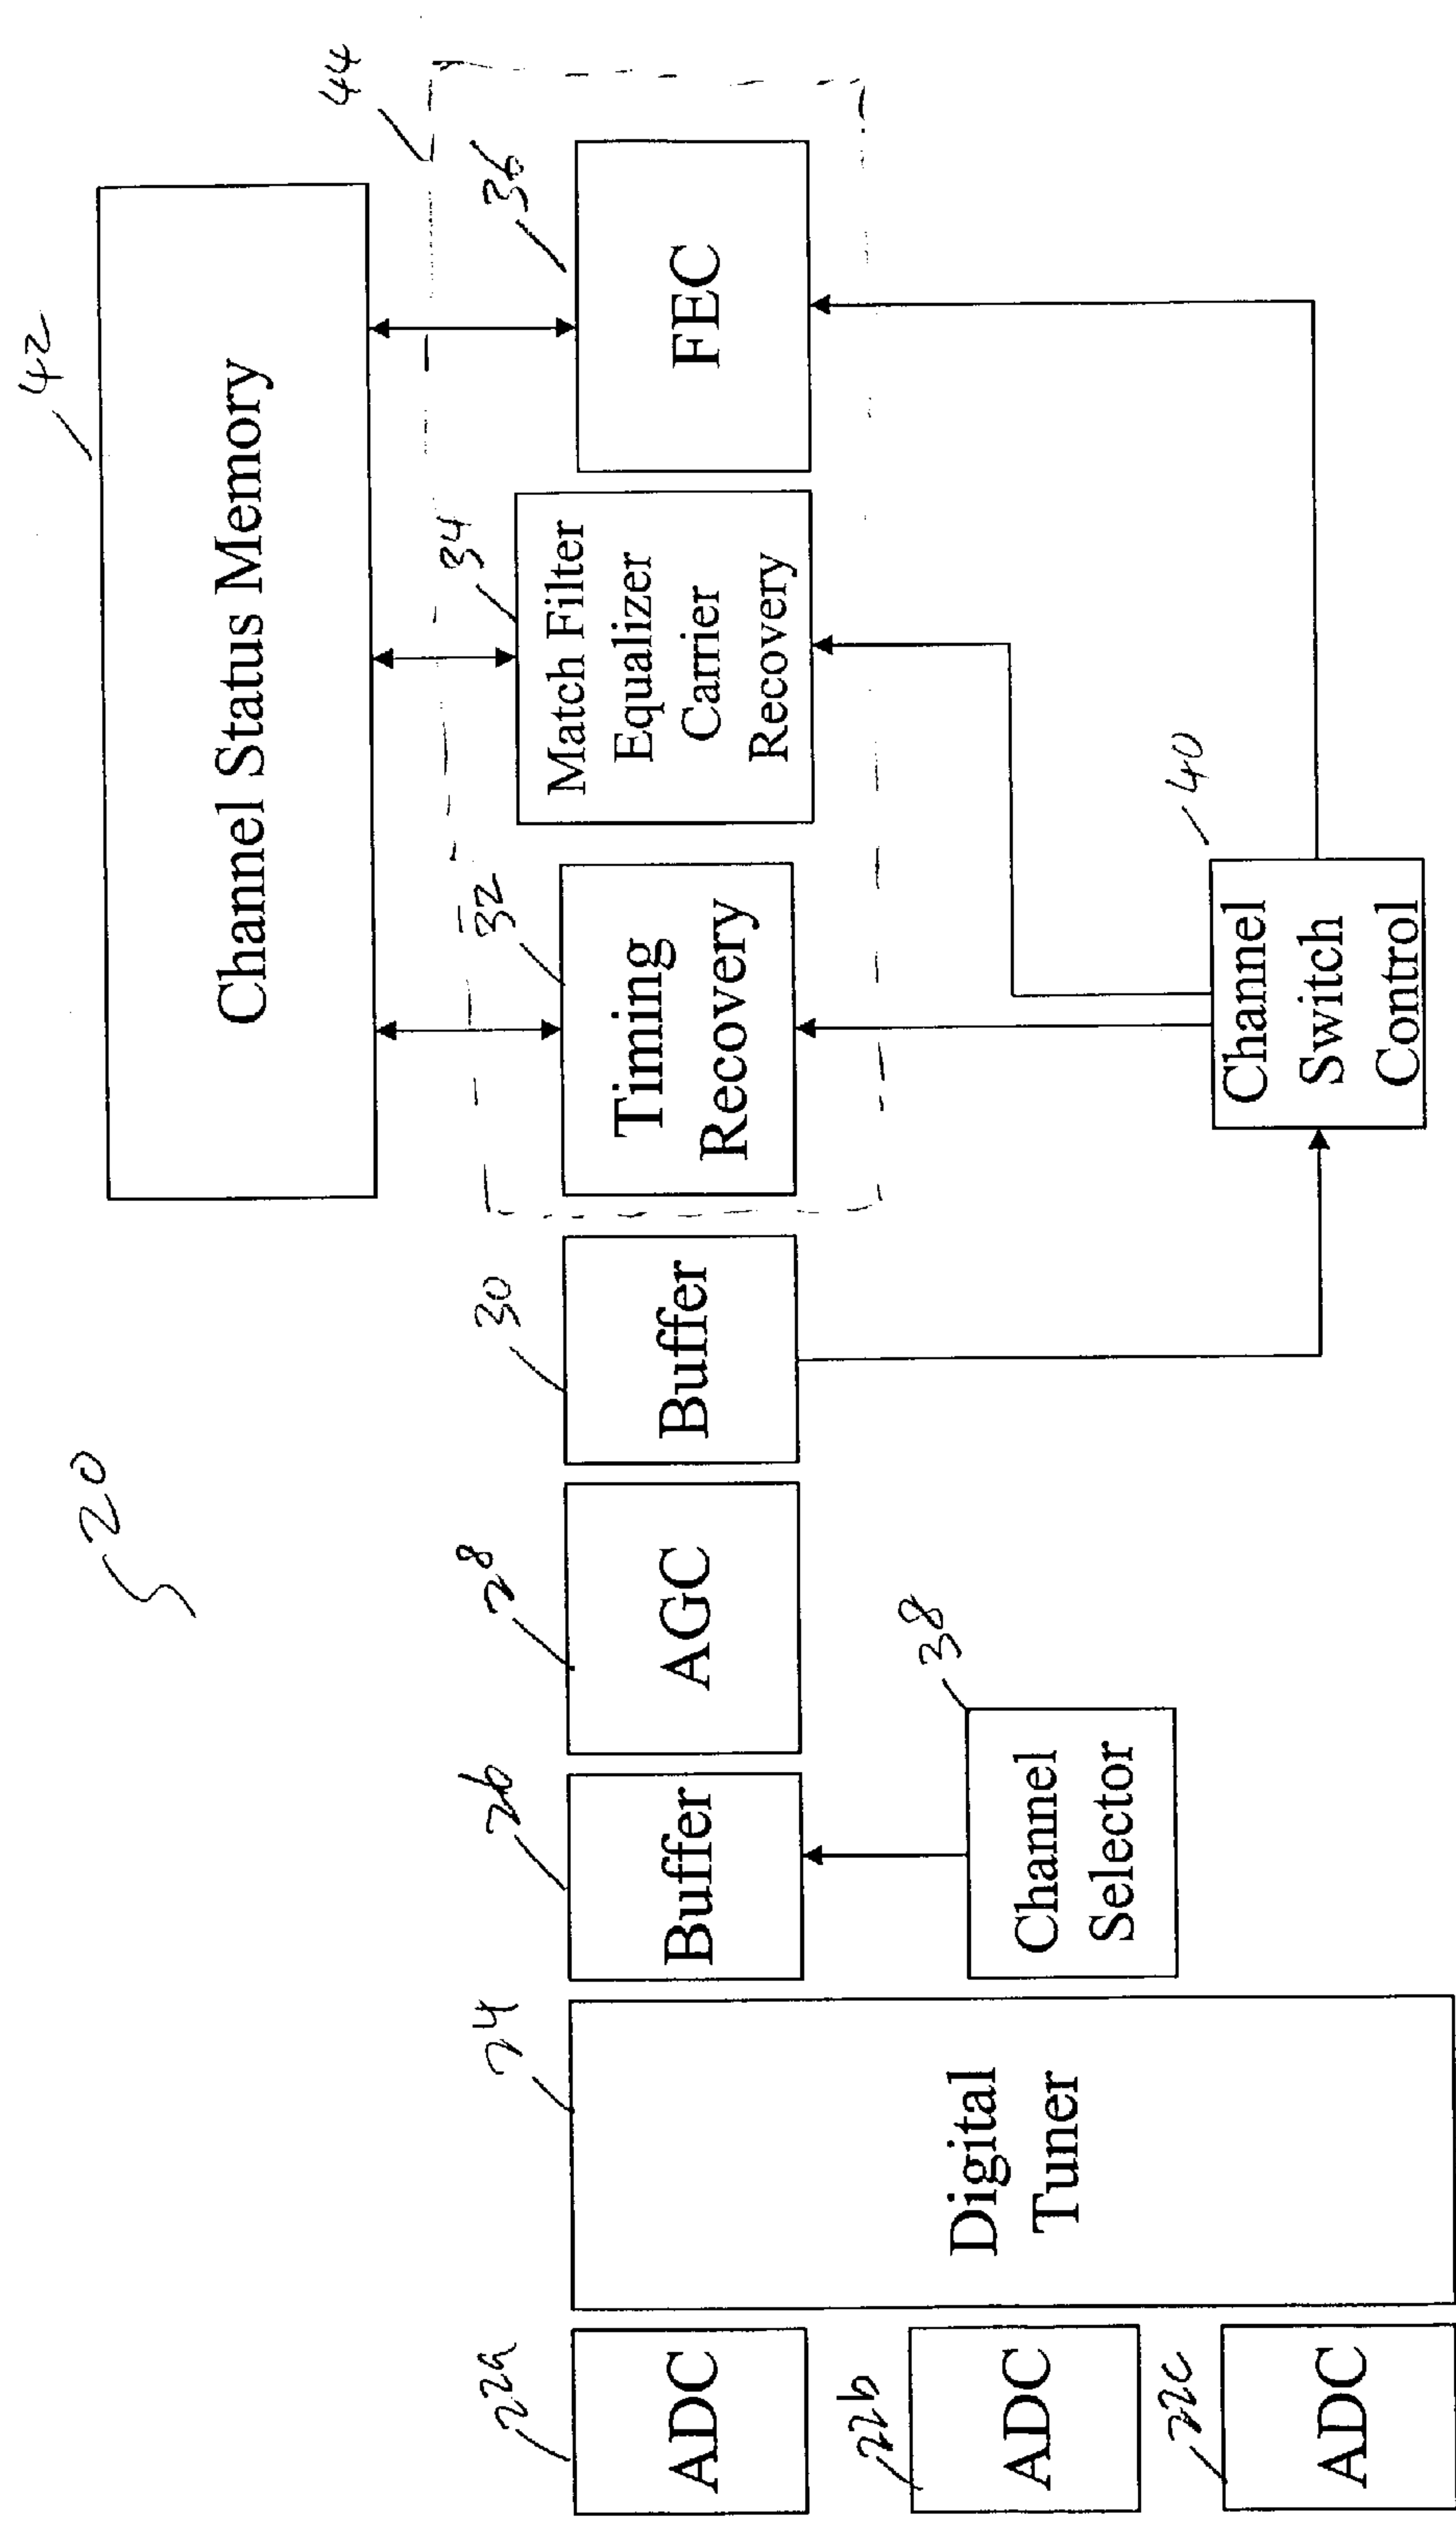 20
42
Channel Status Memory
44
22a
ADC
22b
ADC
22c
ADC
24
Digital
Tuner
26
Buffer
38
Channel
Selector
28
AGC
30
Buffer
32
Timing
Recovery
34
Match Filter
Equalizer
Carrier
Recovery
36
FEC
40
Channel
Switch
Control